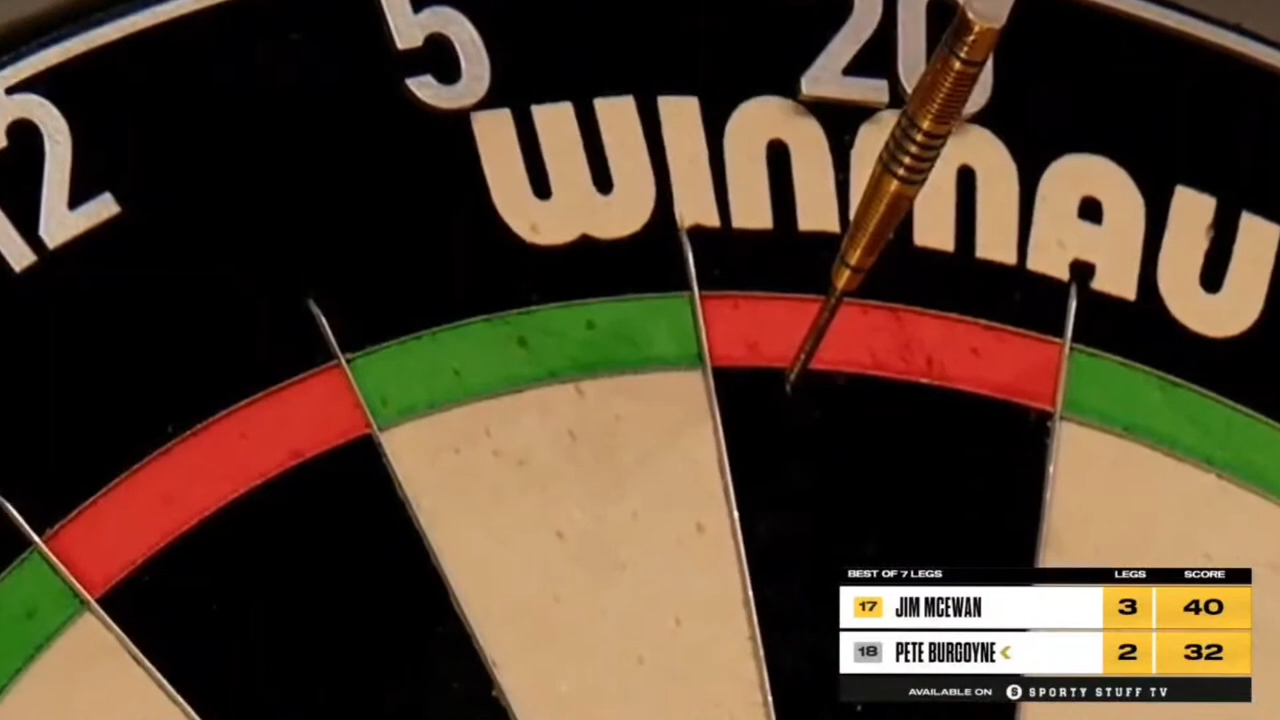 12 5 20
WINMAU
BEST OF 7 LEGS LEGS SCORE
17 JIM MCEWAN 3 40
18 PETE BURGOYNE 2 32
AVAILABLE ON S SPORTY STUFF TV